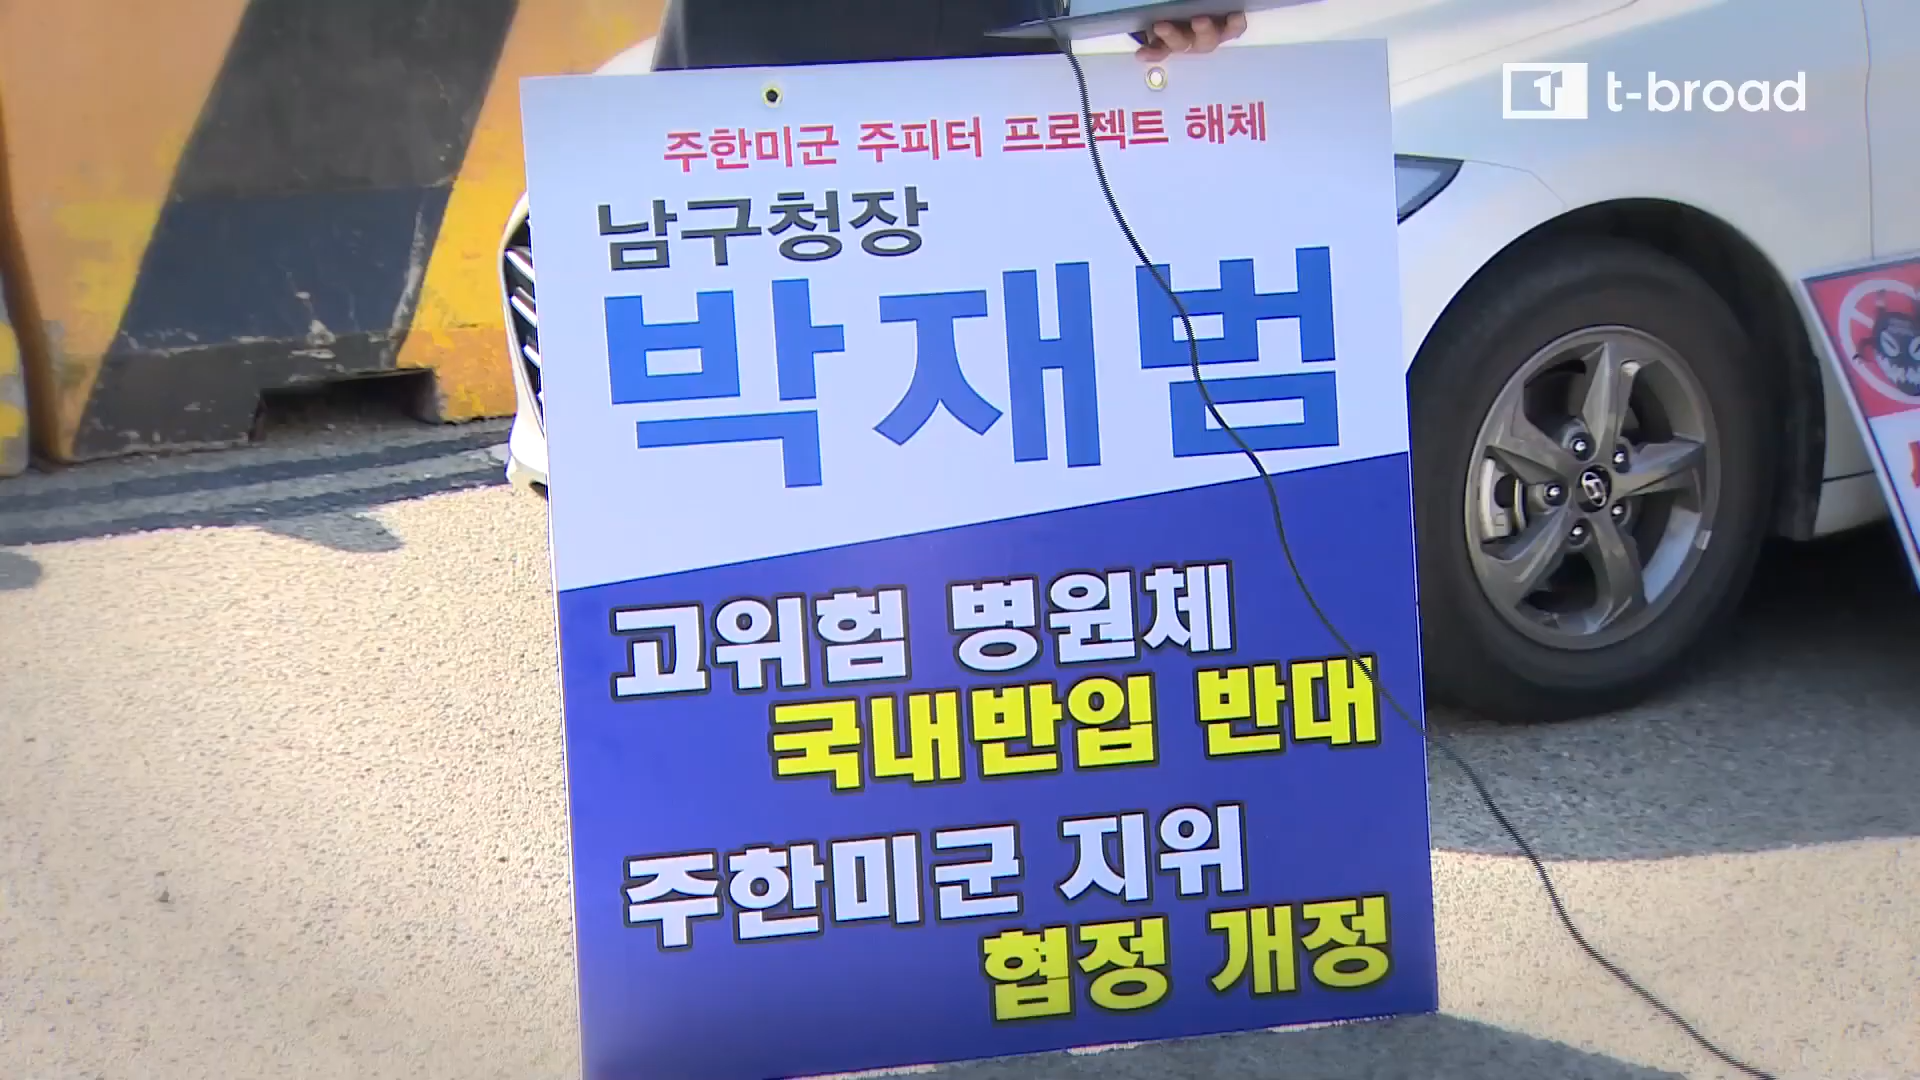 t-broad
주한미군 주피터 프로젝트 해체
남구청장
박재범
고위험 병원체
국내반입 반대
주한미군 지위
협정 개정